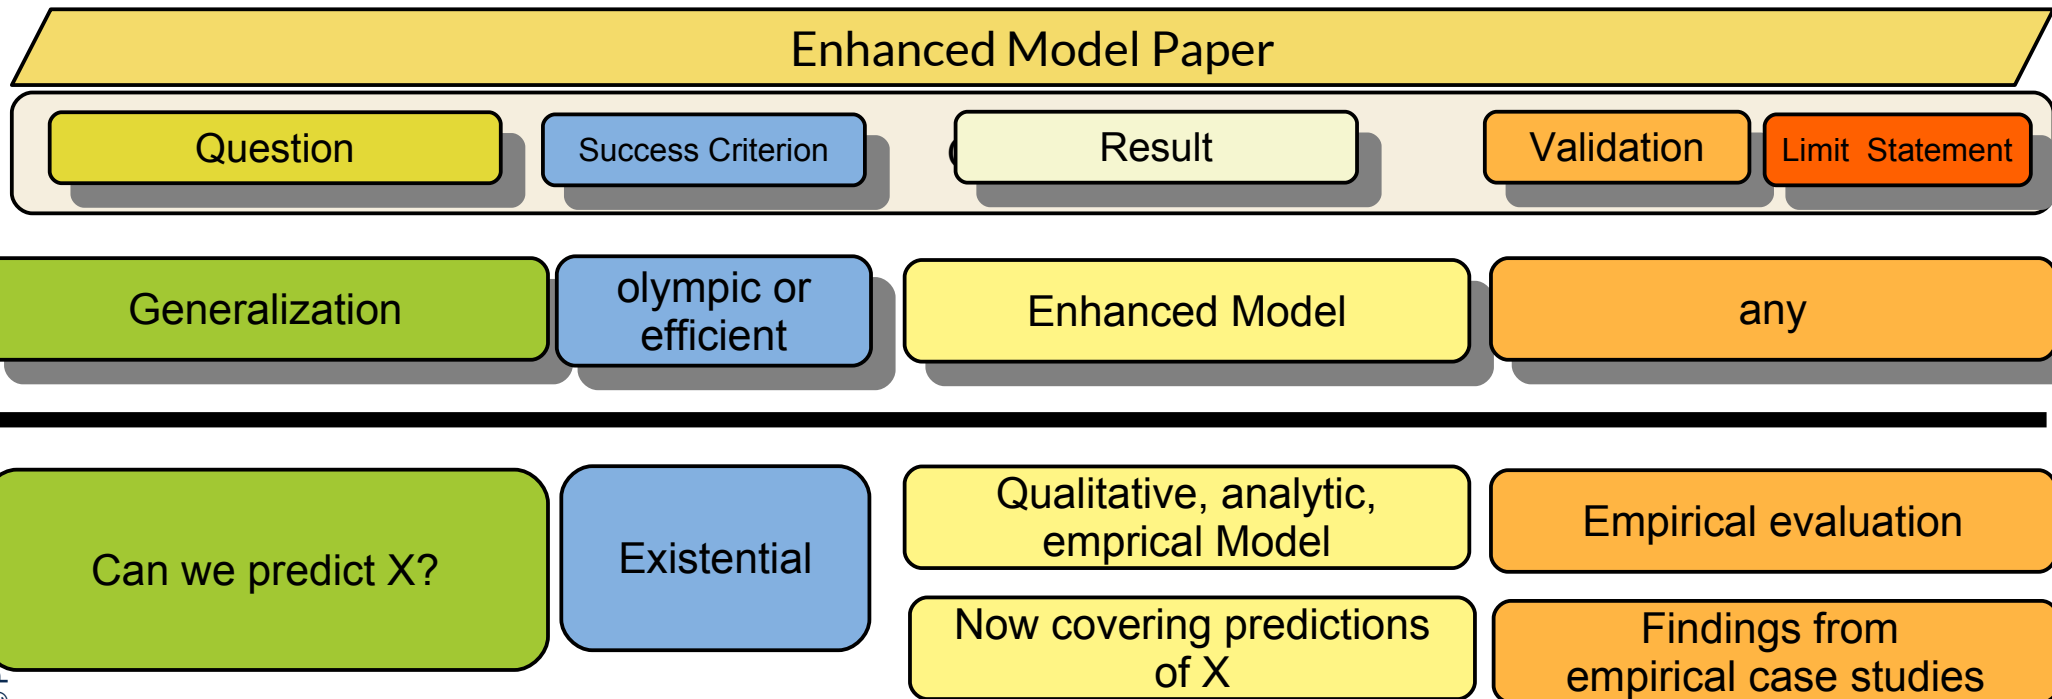 Enhanced Model Paper
Question
Success Criterion
Result
Validation
Limit Statement
Generalization
olympic or
efficient
Enhanced Model
any
Can we predict X?
Existential
Qualitative, analytic,
emprical Model
Now covering predictions
of X
Empirical evaluation
Findings from
empirical case studies